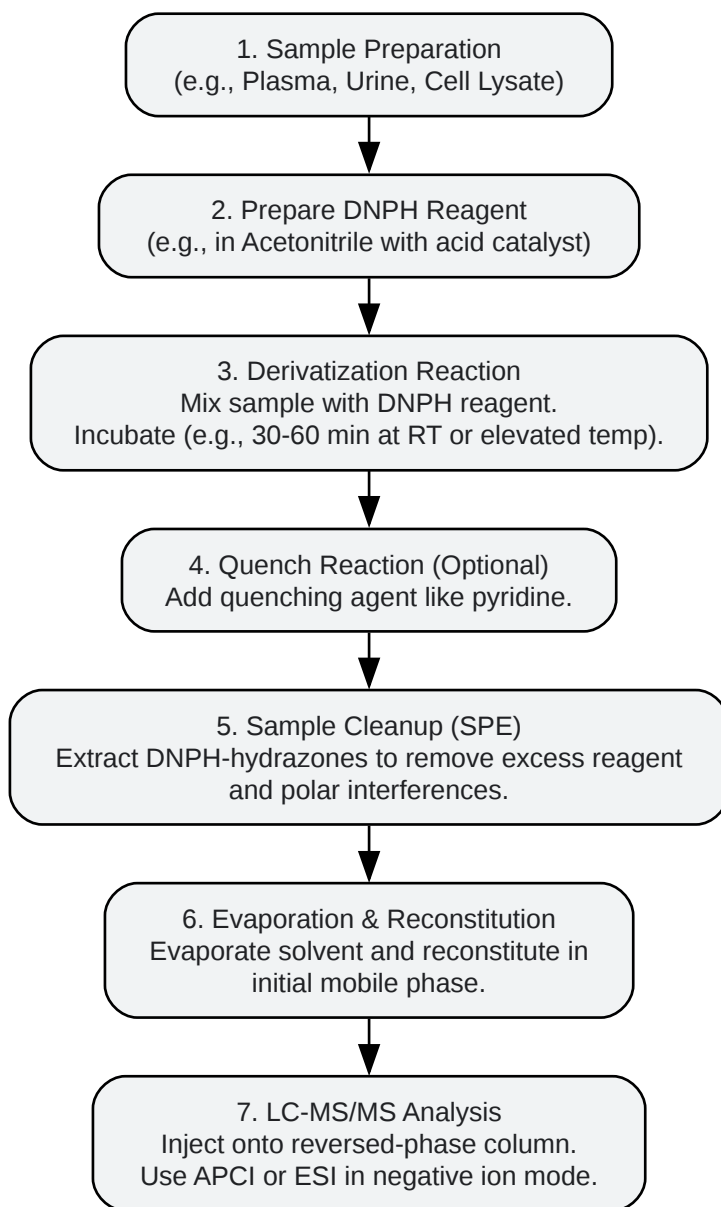 1. Sample Preparation
(e.g., Plasma, Urine, Cell Lysate)
2. Prepare DNPH Reagent
(e.g., in Acetonitrile with acid catalyst)
3. Derivatization Reaction
Mix sample with DNPH reagent.
Incubate (e.g., 30-60 min at RT or elevated temp).
4. Quench Reaction (Optional)
Add quenching agent like pyridine.
5. Sample Cleanup (SPE)
Extract DNPH-hydrazones to remove excess reagent
and polar interferences.
6. Evaporation & Reconstitution
Evaporate solvent and reconstitute in
initial mobile phase.
7. LC-MS/MS Analysis
Inject onto reversed-phase column.
Use APCI or ESI in negative ion mode.